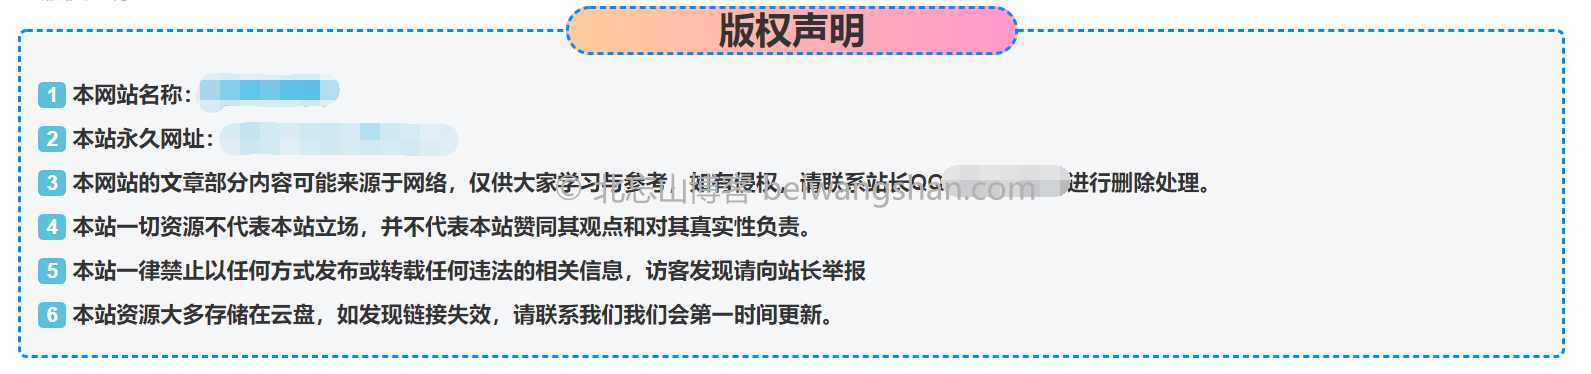 版权声明
1 本网站名称：
2 本站永久网址：
3 本网站的文章部分内容可能来源于网络，仅供大家学习与参考，如有侵权，请联系站长QQ进行删除处理。
© 北忘山博客 beiwangshan.com
4 本站一切资源不代表本站立场，并不代表本站赞同其观点和对其真实性负责。
5 本站一律禁止以任何方式发布或转载任何违法的相关信息，访客发现请向站长举报
6 本站资源大多存储在云盘，如发现链接失效，请联系我们我们会第一时间更新。